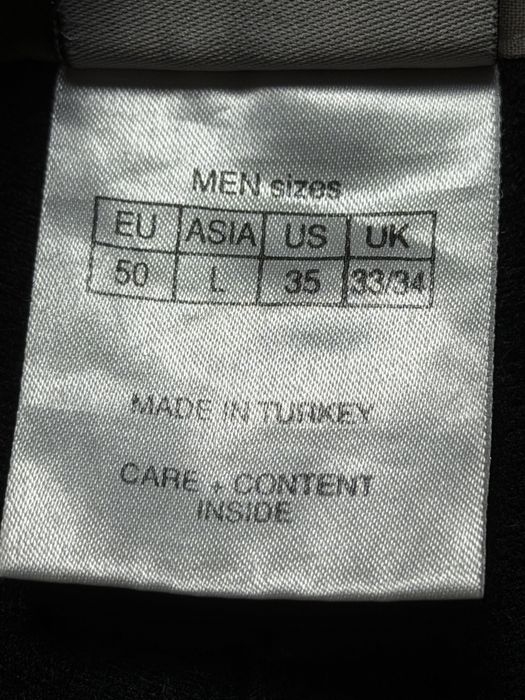 MEN sizes
EU ASIA US UK
50 L 35 33/34
MADE IN TURKEY
CARE + CONTENT
INSIDE